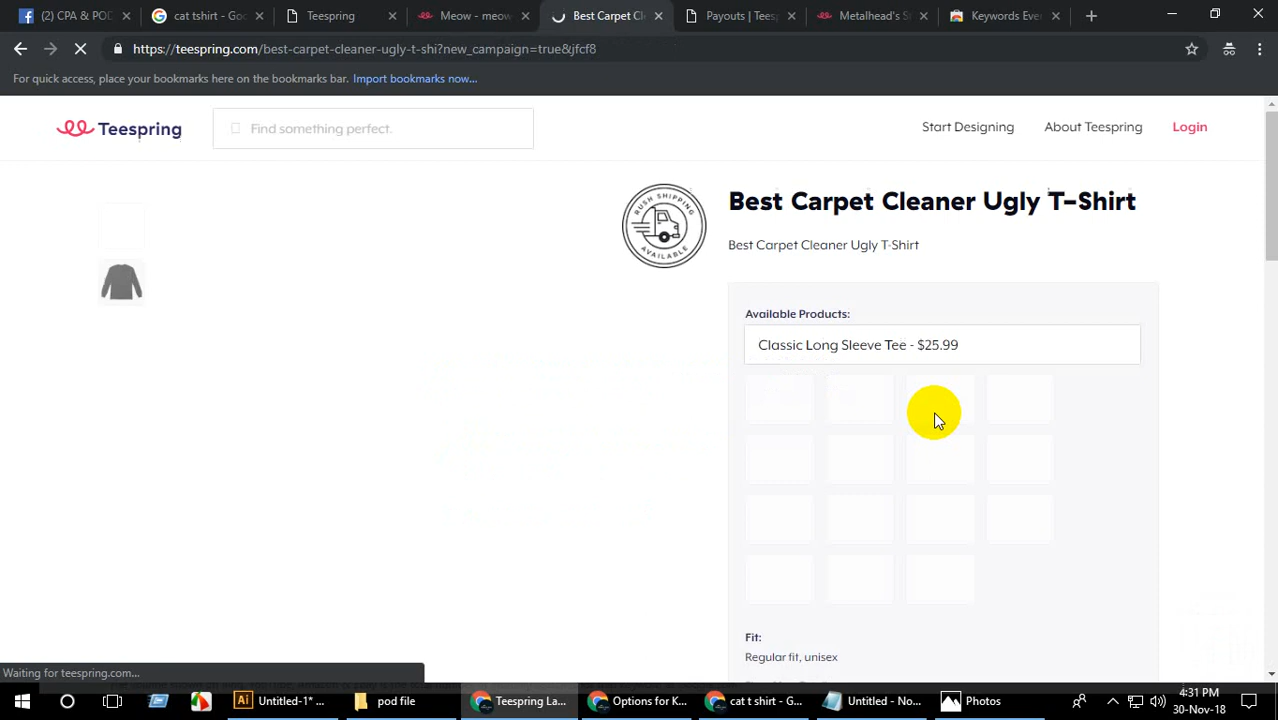 (2) CPA & POD
cat tshirt - Goo
Teespring
Meow - meow
Best Carpet Cl
Payouts | Tees
Metalhead's S
Keywords Eve
https://teespring.com/best-carpet-cleaner-ugly-t-shi?new_campaign=true&jfcf8
For quick access, place your bookmarks here on the bookmarks bar. Import bookmarks now...
Teespring
Find something perfect.
Start Designing
About Teespring
Login
RUSH SHIPPING
AVAILABLE
Best Carpet Cleaner Ugly T-Shirt
Best Carpet Cleaner Ugly T-Shirt
Available Products:
Classic Long Sleeve Tee - $25.99
Fit:
Regular fit, unisex
Waiting for teespring.com...
Untitled-1* ...
pod file
Teespring La...
Options for K...
cat t shirt - G...
Untitled - No...
Photos
4:31 PM
30-Nov-18